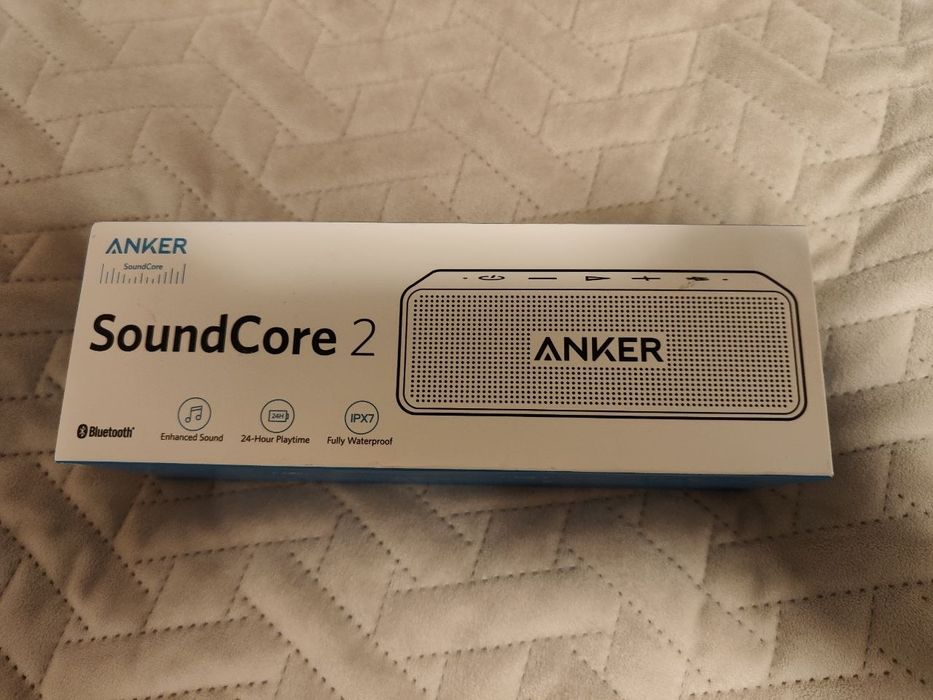 ANKER
SoundCore
SoundCore 2
ANKER
Bluetooth®
Enhanced Sound
24H
24-Hour Playtime
IPX7
Fully Waterproof